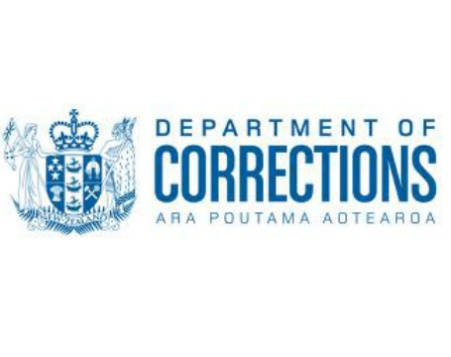 DEPARTMENT OF
CORRECTIONS
ARA POUTAMA AOTEAROA